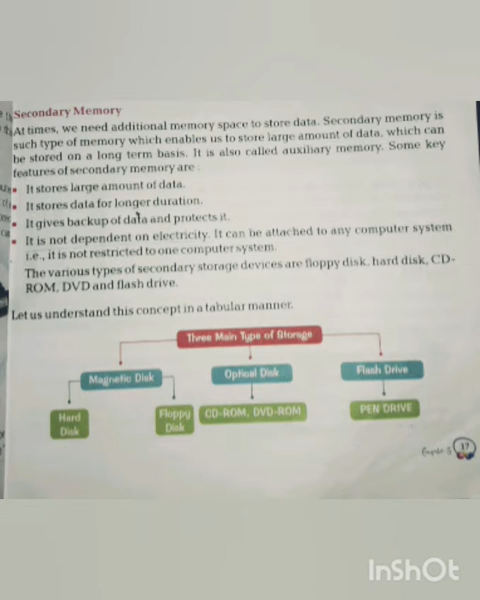 Secondary Memory
At times, we need additional memory space to store data. Secondary memory is
such type of memory which enables us to store large amount of data, which can
be stored on a long term basis. It is also called auxiliary memory. Some key
features of secondary memory are :
It stores large amount of data.
It stores data for longer duration.
It gives backup of data and protects it.
It is not dependent on electricity. It can be attached to any computer system
i.e., it is not restricted to one computer system.
The various types of secondary storage devices are floppy disk, hard disk, CD-
ROM, DVD and flash drive.
Let us understand this concept in a tabular manner.
Three Main Type of Storage
Magnetic Disk
Optical Disk
Flash Drive
Hard
Disk
Floppy
Disk
CD-ROM, DVD-ROM
PEN DRIVE
17
InShOt